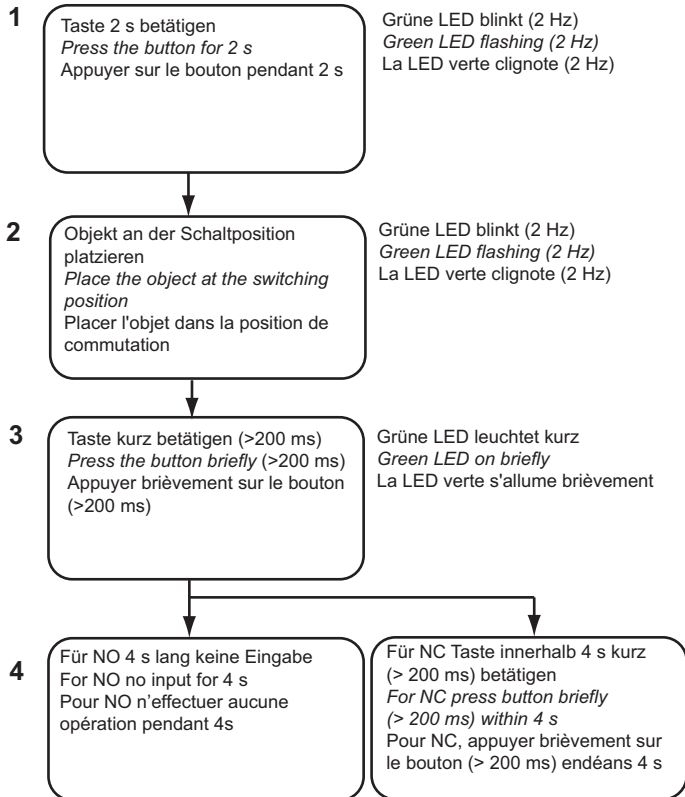 1
Taste 2 s betätigen
Press the button for 2 s
Appuyer sur le bouton pendant 2 s
Grüne LED blinkt (2 Hz)
Green LED flashing (2 Hz)
La LED verte clignote (2 Hz)
2
Objekt an der Schaltposition
platzieren
Place the object at the switching
position
Placer l'objet dans la position de
commutation
Grüne LED blinkt (2 Hz)
Green LED flashing (2 Hz)
La LED verte clignote (2 Hz)
3
Taste kurz betätigen (>200 ms)
Press the button briefly (>200 ms)
Appuyer brièvement sur le bouton
(>200 ms)
Grüne LED leuchtet kurz
Green LED on briefly
La LED verte s'allume brièvement
4
Für NO 4 s lang keine Eingabe
For NO no input for 4 s
Pour NO n’effectuer aucune
opération pendant 4s
Für NC Taste innerhalb 4 s kurz
(> 200 ms) betätigen
For NC press button briefly
(> 200 ms) within 4 s
Pour NC, appuyer brièvement sur
le bouton (> 200 ms) endéans 4 s